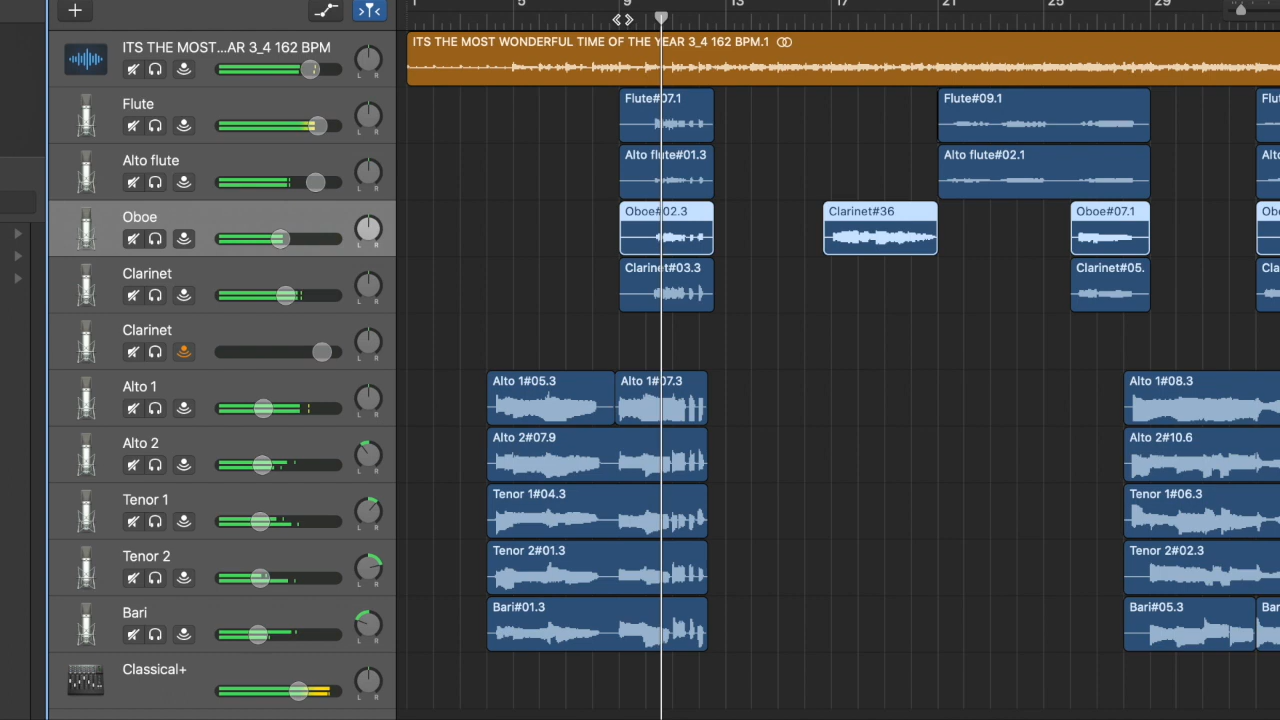 1 5 9 13 17 21 25 29
ITS THE MOST...AR 3_4 162 BPM
L R
ITS THE MOST WONDERFUL TIME OF THE YEAR 3_4 162 BPM.1
Flute
L R
Flute#07.1
Flute#09.1
Flu
Alto flute
L R
Alto flute#01.3
Alto flute#02.1
Alto
Oboe
L R
Oboe#02.3
Clarinet#36
Oboe#07.1
Obo
Clarinet
L R
Clarinet#03.3
Clarinet#05.
Cla
Clarinet
L R
Alto 1
L R
Alto 1#05.3
Alto 1#07.3
Alto 1#08.3
Alto 2
L R
Alto 2#07.9
Alto 2#10.6
Tenor 1
L R
Tenor 1#04.3
Tenor 1#06.3
Tenor 2
L R
Tenor 2#01.3
Tenor 2#02.3
Bari
L R
Bari#01.3
Bari#05.3
Bar
Classical+
L R